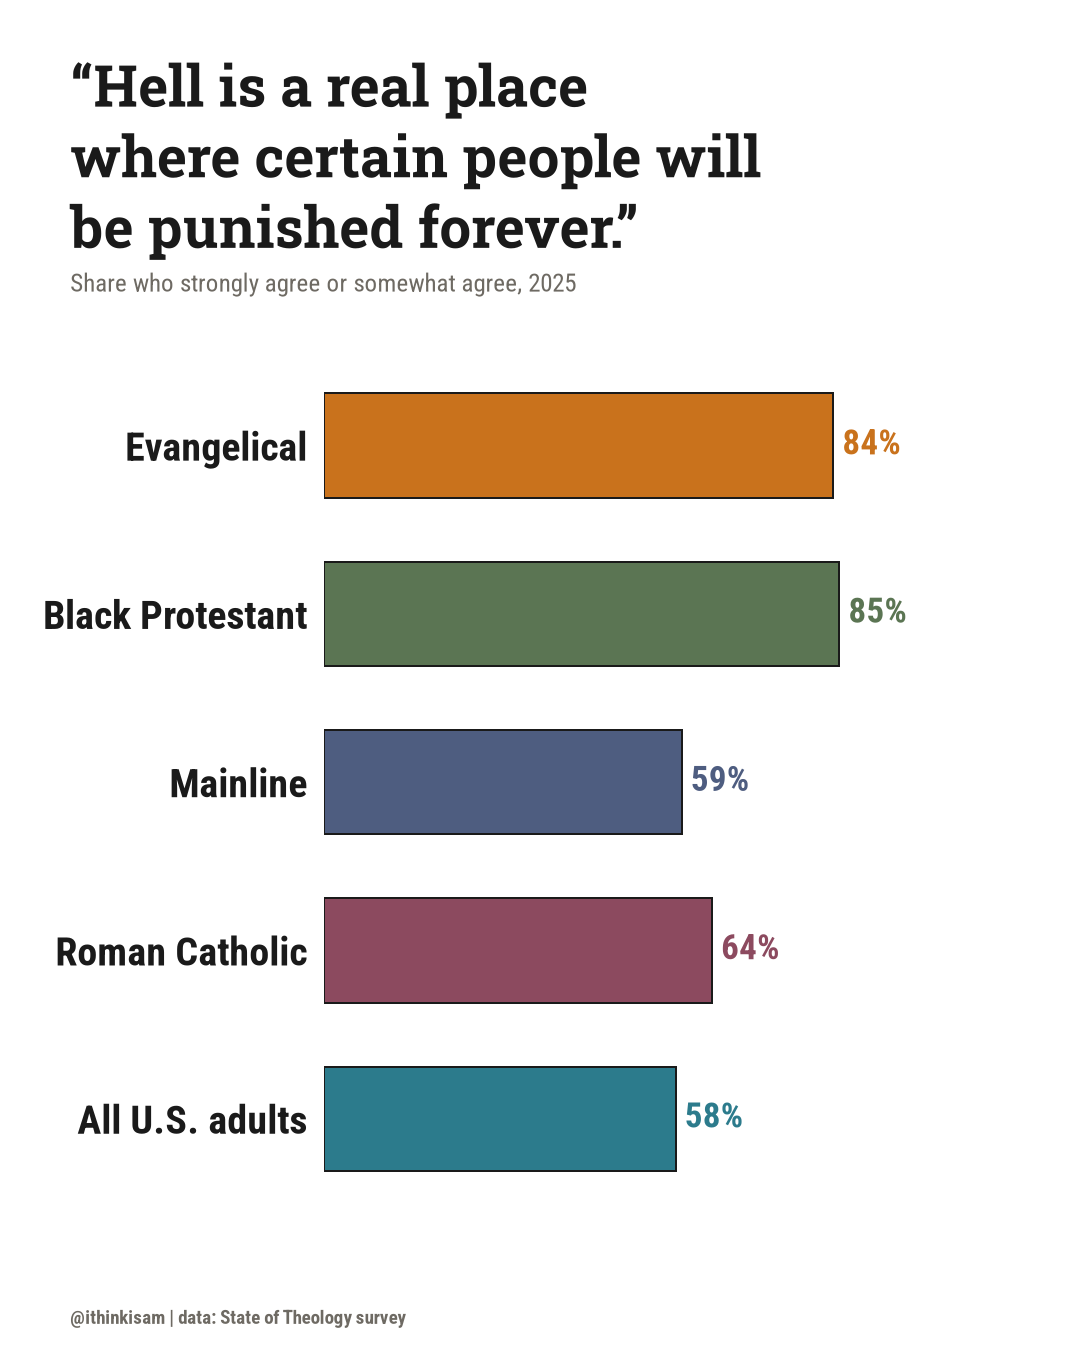 “Hell is a real place
where certain people will
be punished forever.”
Share who strongly agree or somewhat agree, 2025
Evangelical 84%
Black Protestant 85%
Mainline 59%
Roman Catholic 64%
All U.S. adults 58%
@ithinkisam | data: State of Theology survey